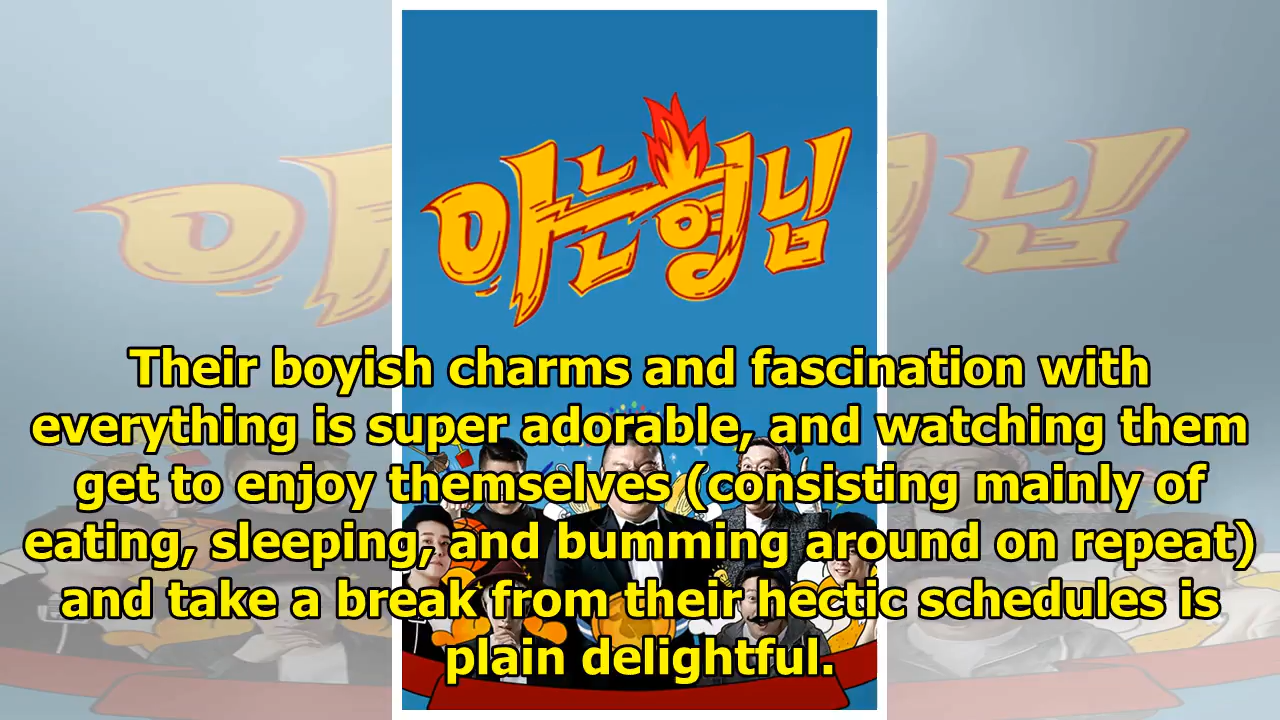 아는형님
Their boyish charms and fascination with
everything is super adorable, and watching them
get to enjoy themselves (consisting mainly of
eating, sleeping, and bumming around on repeat)
and take a break from their hectic schedules is
plain delightful.